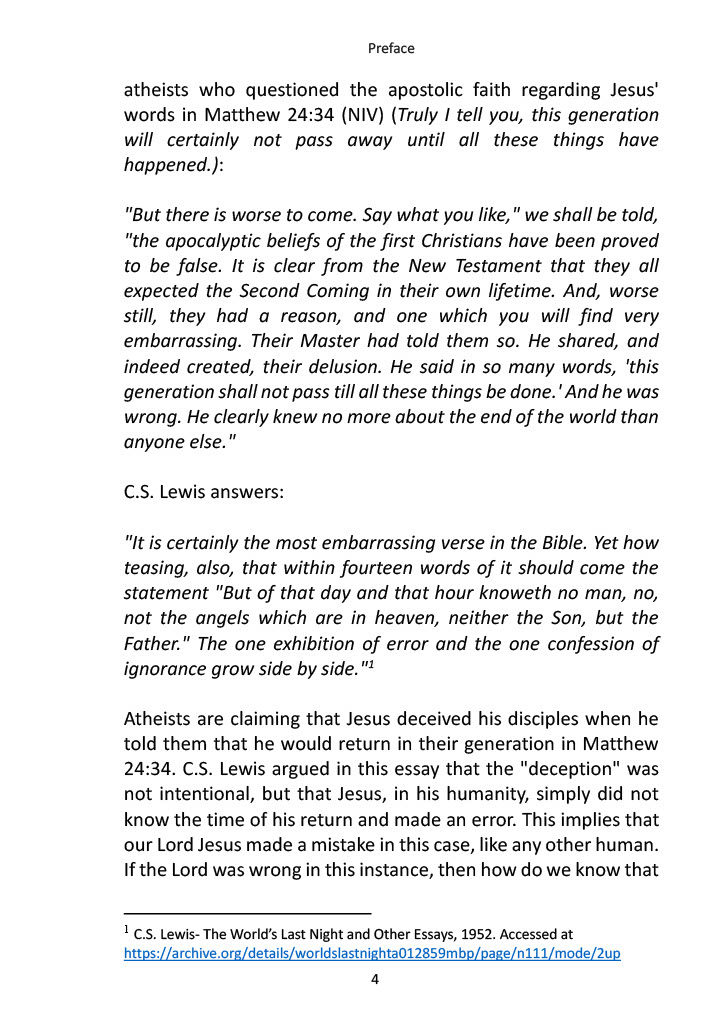 Preface
atheists who questioned the apostolic faith regarding Jesus'
words in Matthew 24:34 (NIV) (Truly I tell you, this generation
will certainly not pass away until all these things have
happened.):
"But there is worse to come. Say what you like," we shall be told,
"the apocalyptic beliefs of the first Christians have been proved
to be false. It is clear from the New Testament that they all
expected the Second Coming in their own lifetime. And, worse
still, they had a reason, and one which you will find very
embarrassing. Their Master had told them so. He shared, and
indeed created, their delusion. He said in so many words, 'this
generation shall not pass till all these things be done.' And he was
wrong. He clearly knew no more about the end of the world than
anyone else."
C.S. Lewis answers:
"It is certainly the most embarrassing verse in the Bible. Yet how
teasing, also, that within fourteen words of it should come the
statement "But of that day and that hour knoweth no man, no,
not the angels which are in heaven, neither the Son, but the
Father." The one exhibition of error and the one confession of
ignorance grow side by side."1
Atheists are claiming that Jesus deceived his disciples when he
told them that he would return in their generation in Matthew
24:34. C.S. Lewis argued in this essay that the "deception" was
not intentional, but that Jesus, in his humanity, simply did not
know the time of his return and made an error. This implies that
our Lord Jesus made a mistake in this case, like any other human.
If the Lord was wrong in this instance, then how do we know that
1 C.S. Lewis- The World’s Last Night and Other Essays, 1952. Accessed at
https://archive.org/details/worldslastnighta012859mbp/page/n111/mode/2up
4